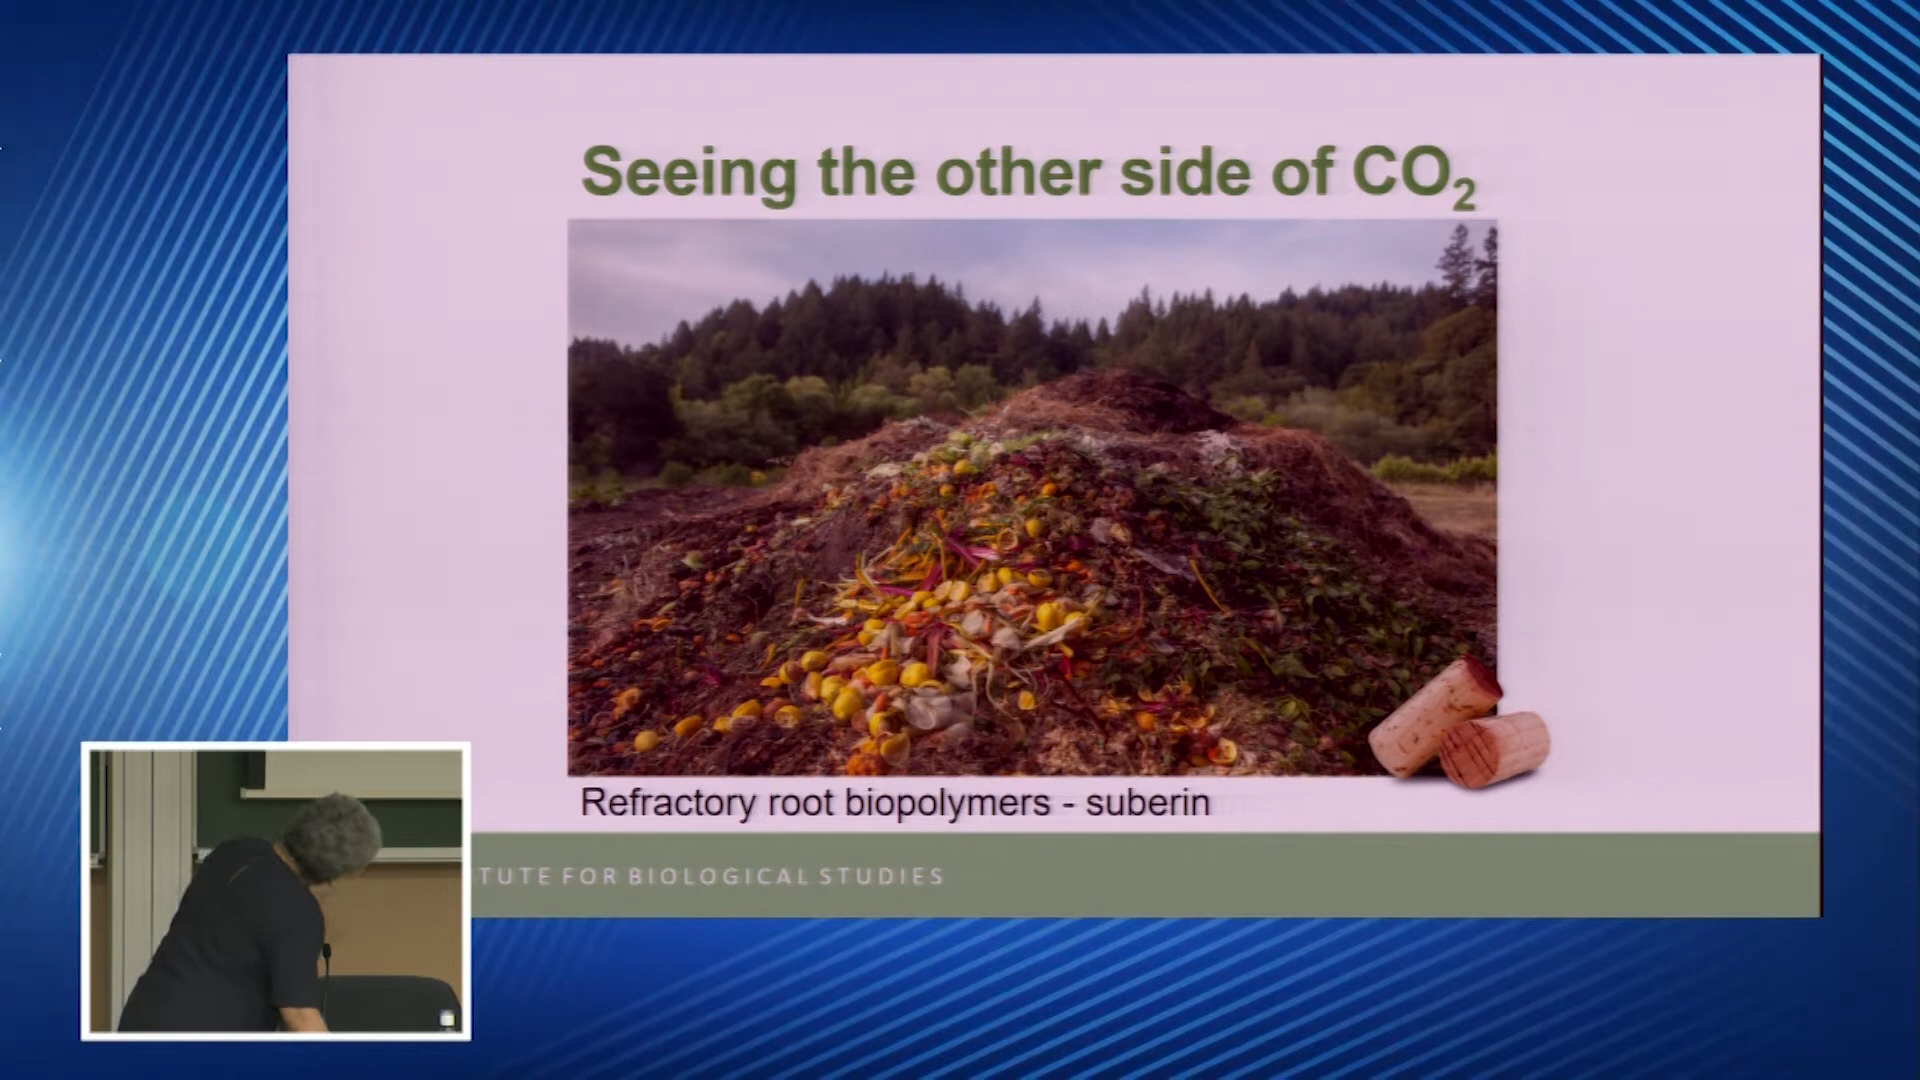 Seeing the other side of CO₂
Refractory root biopolymers - suberin
TUTE FOR BIOLOGICAL STUDIES